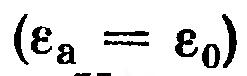 (εₐ = ε₀)